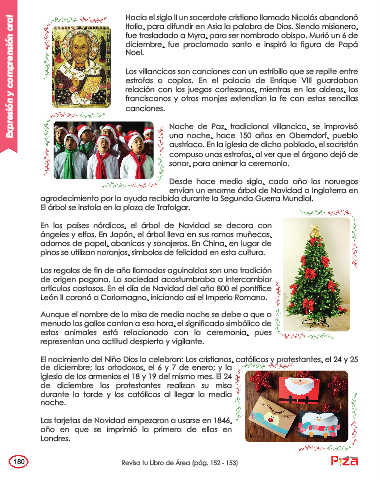 Expresión y comprensión oral
Hacia el siglo II un sacerdote cristiano llamado Nicolás abandonó
Italia, para difundir en Asia la palabra de Dios. Siendo misionero,
fue trasladado a Myra, para ser nombrado obispo. Murió un 6 de
diciembre, fue proclamado santo e inspiró la figura de Papá
Noel.
Los villancicos son canciones con un estribillo que se repite entre
estrofas o coplas. En el palacio de Enrique VIII guardaban
relación con los juegos cortesanos, mientras en las aldeas, los
franciscanos y otros monjes extendían la fe con estas sencillas
canciones.
Noche de Paz, tradicional villancico, se improvisó
una noche, hace 150 años en Oberndorf, pueblo
austríaco. En la iglesia de dicho poblado, el sacristán
compuso unas estrofas, al ver que el órgano dejó de
sonar, para animar la ceremonia.
Desde hace medio siglo, cada año los noruegos
envían un enorme árbol de Navidad a Inglaterra en
agradecimiento por la ayuda recibida durante la Segunda Guerra Mundial.
El árbol se instala en la plaza de Trafalgar.
En los países nórdicos, el árbol de Navidad se decora con
ángeles y elfos. En Japón, el árbol lleva en sus ramas muñecas,
adornos de papel, abanicos y sonajeros. En China, en lugar de
pinos se utilizan naranjos, símbolos de felicidad en esta cultura.
Los regalos de fin de año llamados aguinaldos son una tradición
de origen pagano. La sociedad acostumbraba a intercambiar
artículos costosos. En el día de Navidad del año 800 el pontífice
León II coronó a Carlomagno, iniciando así el Imperio Romano.
Aunque el nombre de la misa de media noche se debe a que a
menudo los gallos cantan a esa hora, el significado simbólico de
estos animales está relacionado con la ceremonia, pues
representan una actitud despierta y vigilante.
El nacimiento del Niño Dios lo celebran: Los cristianos, católicos y protestantes, el 24 y 25
de diciembre; los ortodoxos, el 6 y 7 de enero; y la
iglesia de los armenios el 18 y 19 del mismo mes. El 24
de diciembre los protestantes realizan su misa
durante la tarde y los católicos al llegar la media
noche.
Las tarjetas de Navidad empezaron a usarse en 1846,
año en que se imprimió la primera de ellas en
Londres.
180
Revisa tu Libro de Área (pág. 152 - 153)